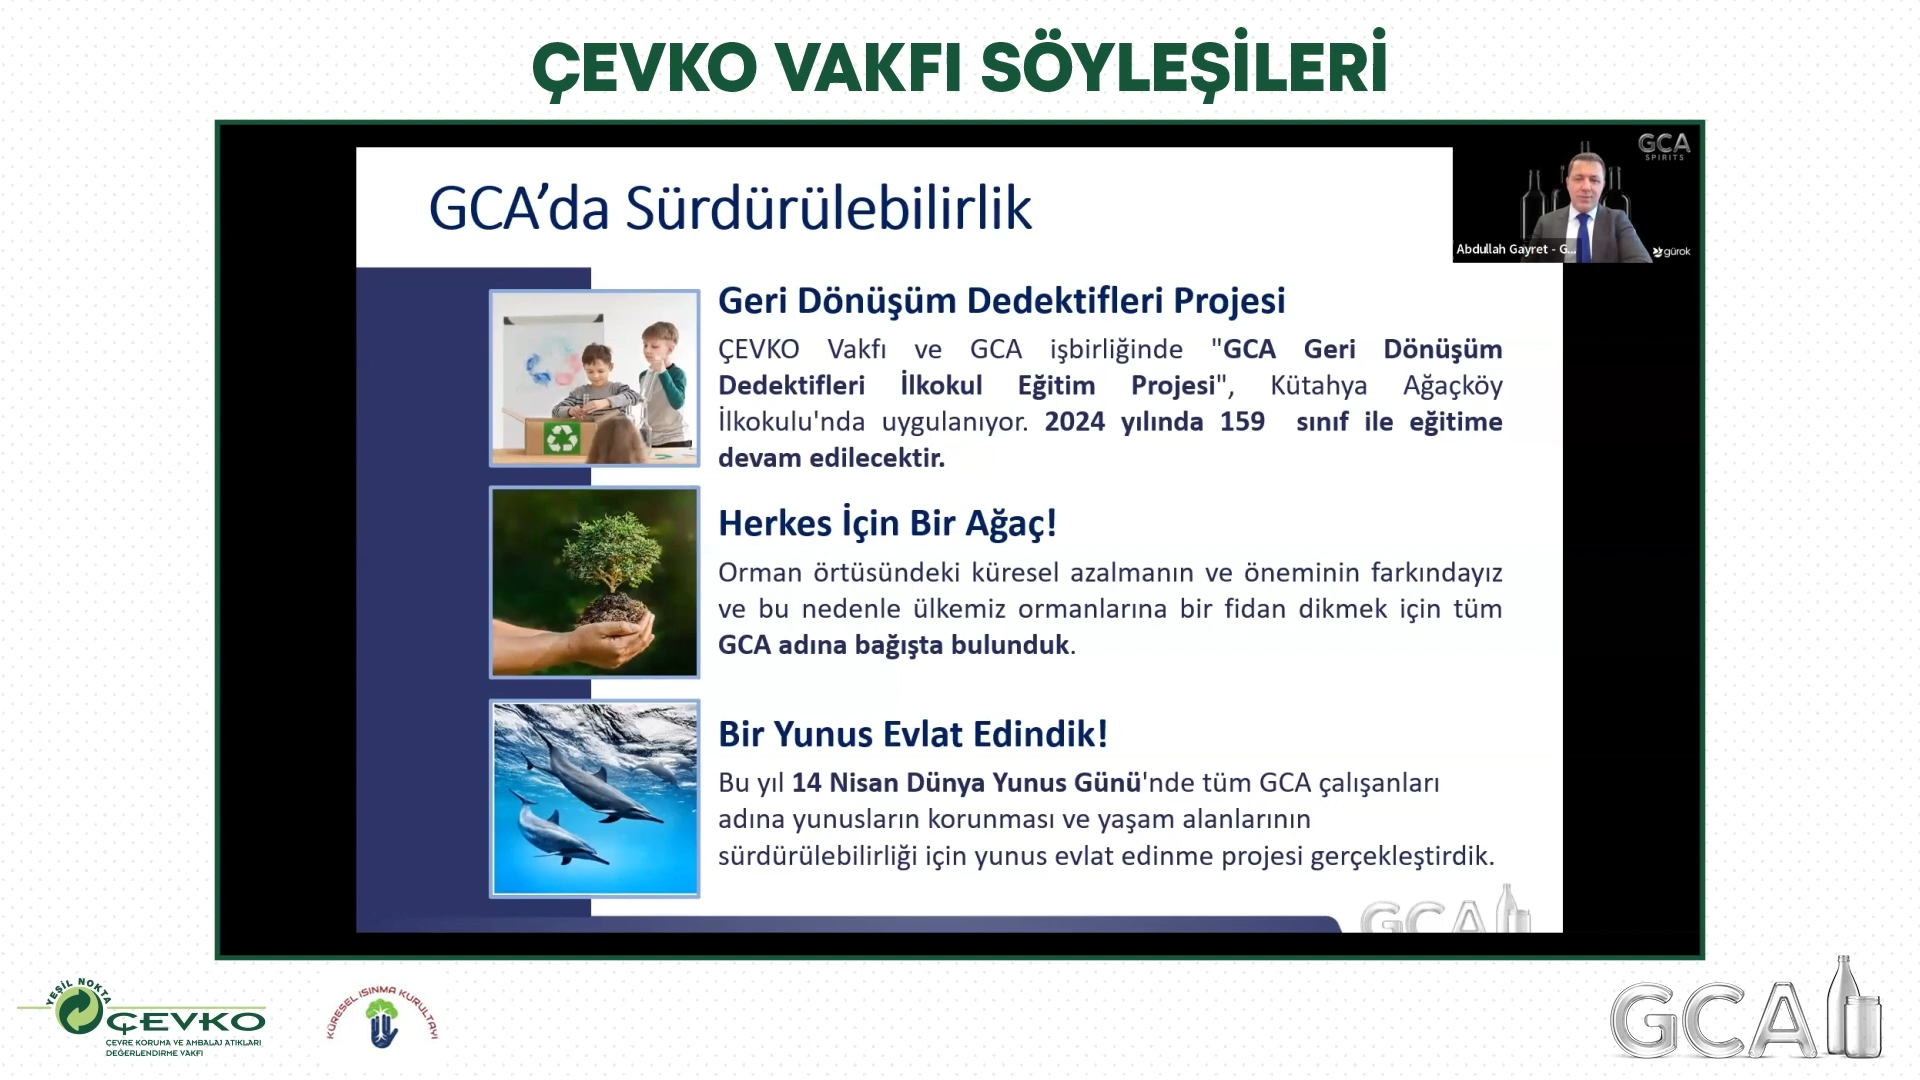 ÇEVKO VAKFI SÖYLEŞİLERİ
GCA
SPIRITS
Abdullah Gayret - G...
gürok
GCA’da Sürdürülebilirlik
Geri Dönüşüm Dedektifleri Projesi
ÇEVKO Vakfı ve GCA işbirliğinde "GCA Geri Dönüşüm
Dedektifleri İlkokul Eğitim Projesi", Kütahya Ağaçköy
İlkokulu'nda uygulanıyor. 2024 yılında 159 sınıf ile eğitime
devam edilecektir.
Herkes İçin Bir Ağaç!
Orman örtüsündeki küresel azalmanın ve öneminin farkındayız
ve bu nedenle ülkemiz ormanlarına bir fidan dikmek için tüm
GCA adına bağışta bulunduk.
Bir Yunus Evlat Edindik!
Bu yıl 14 Nisan Dünya Yunus Günü'nde tüm GCA çalışanları
adına yunusların korunması ve yaşam alanlarının
sürdürülebilirliği için yunus evlat edinme projesi gerçekleştirdik.
GCA
YEŞİL NOKTA
ÇEVKO
ÇEVRE KORUMA VE AMBALAJ ATIKLARI
DEĞERLENDİRME VAKFI
KÜRESEL ISINMA KURULTAYI
GCA